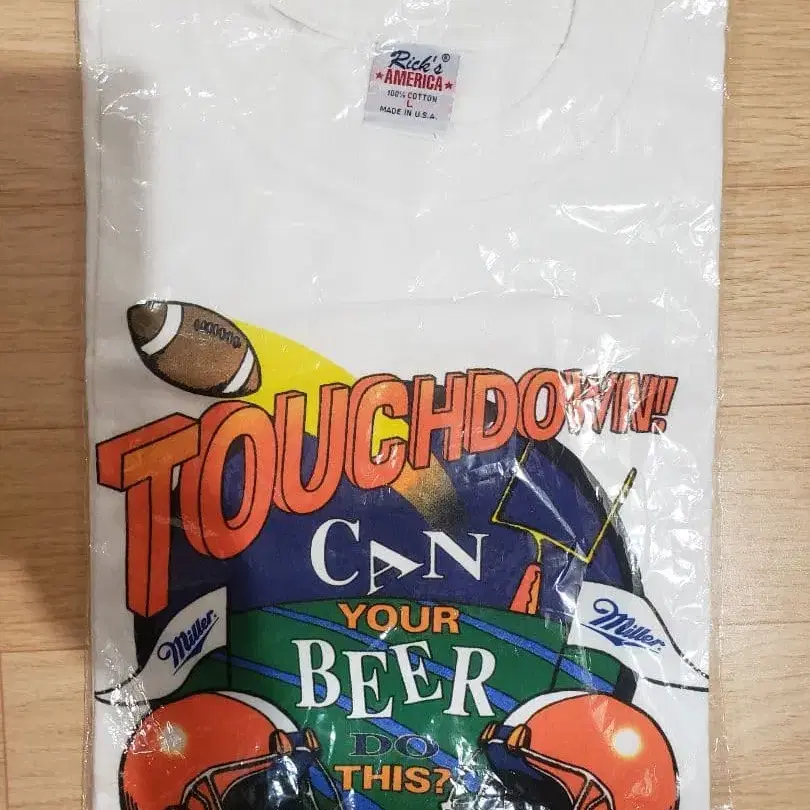 Rick's®
★AMERICA★
100% COTTON
L
MADE IN U.S.A.
TOUCHDOWN!!
CAN
YOUR
BEER
DO
THIS?
Miller
Miller